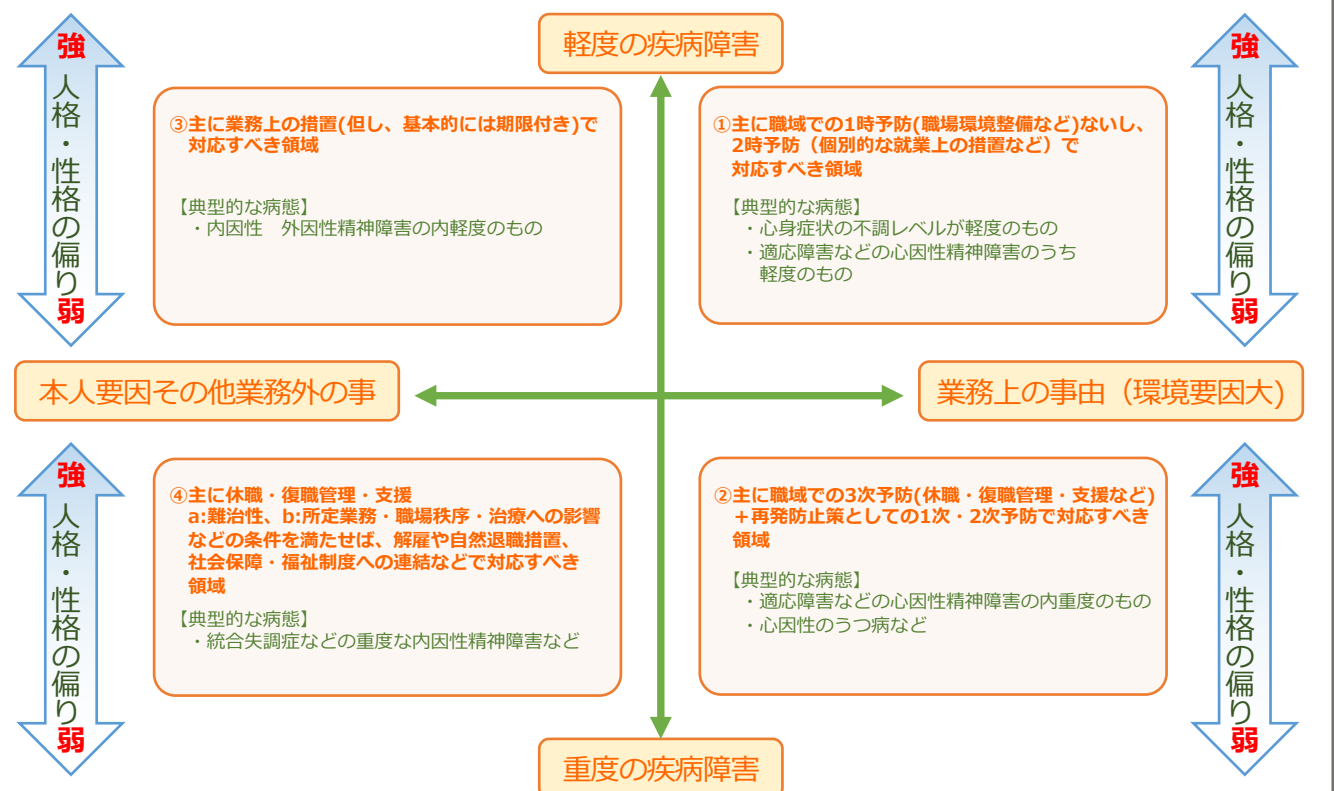 軽度の疾病障害
強
人格・性格の偏り
弱
③主に業務上の措置(但し、基本的には期限付き)で
対応すべき領域
【典型的な病態】
・内因性　外因性精神障害の内軽度のもの
①主に職域での1時予防(職場環境整備など)ないし、
2時予防（個別的な就業上の措置など）で
対応すべき領域
【典型的な病態】
・心身症状の不調レベルが軽度のもの
・適応障害などの心因性精神障害のうち
軽度のもの
強
人格・性格の偏り
弱
本人要因その他業務外の事
業務上の事由（環境要因大)
強
人格・性格の偏り
弱
④主に休職・復職管理・支援
a:難治性、b:所定業務・職場秩序・治療への影響
などの条件を満たせば、解雇や自然退職措置、
社会保障・福祉制度への連結などで対応すべき
領域
【典型的な病態】
・統合失調症などの重度な内因性精神障害など
②主に職域での3次予防(休職・復職管理・支援など)
＋再発防止策としての1次・2次予防で対応すべき
領域
【典型的な病態】
・適応障害などの心因性精神障害の内重度のもの
・心因性のうつ病など
強
人格・性格の偏り
弱
重度の疾病障害